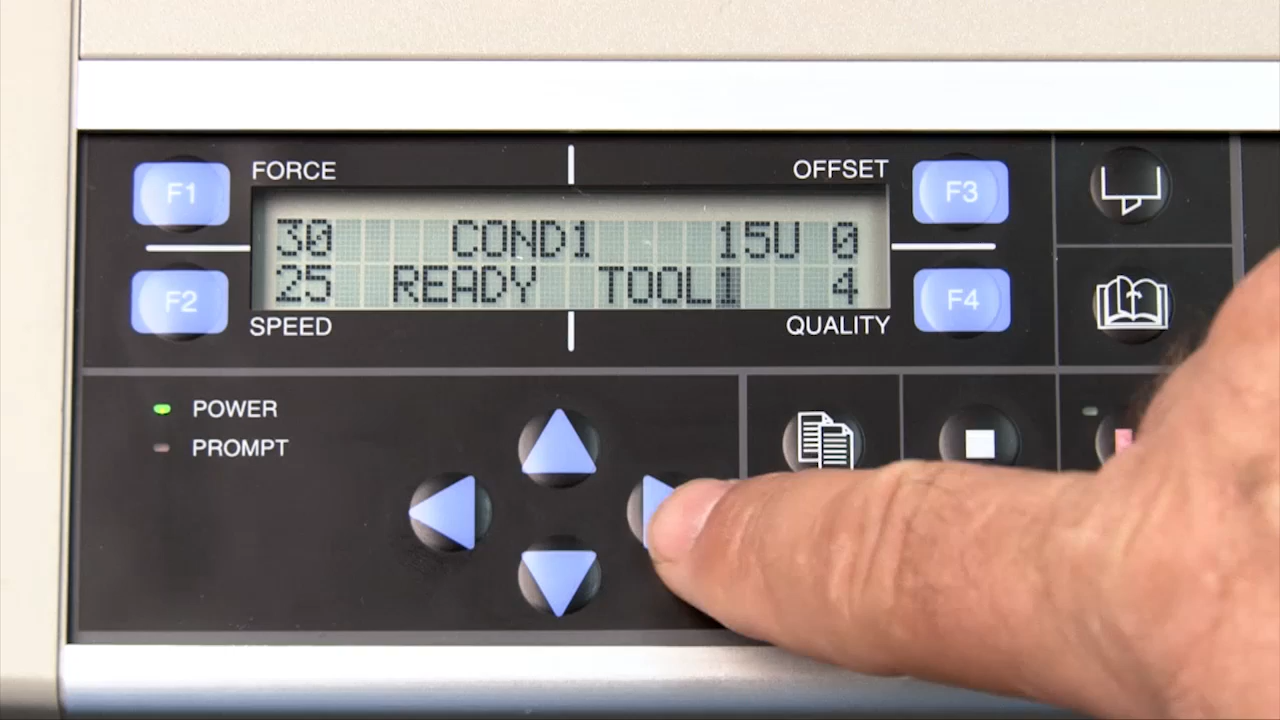 F1 FORCE OFFSET F3
30 COND1 15U 0
25 READY TOOL1 4
F2 SPEED QUALITY F4
POWER
PROMPT